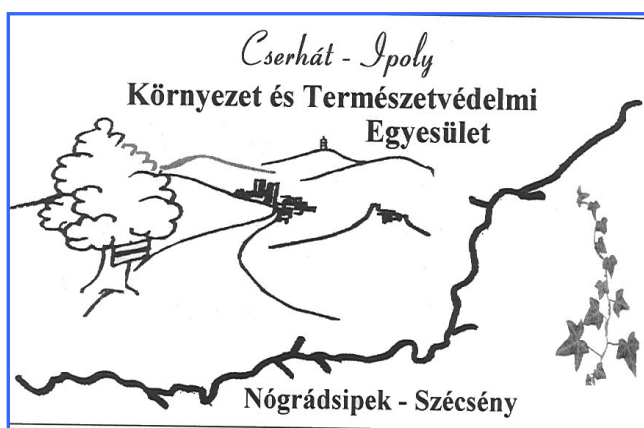 Cserhát - Ipoly
Környezet és Természetvédelmi
Egyesület
Nógrádsipek - Szécsény